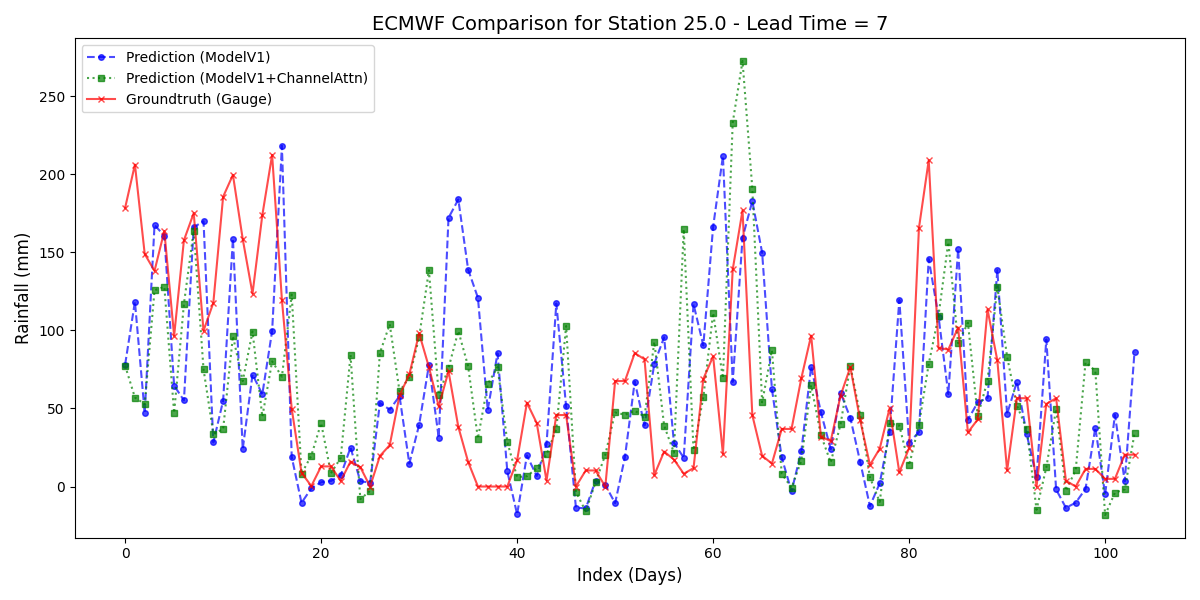 ECMWF Comparison for Station 25.0 - Lead Time = 7
Prediction (ModelV1)
Prediction (ModelV1+ChannelAttn)
Groundtruth (Gauge)
Rainfall (mm)
250
200
150
100
50
0
0 20 40 60 80 100
Index (Days)